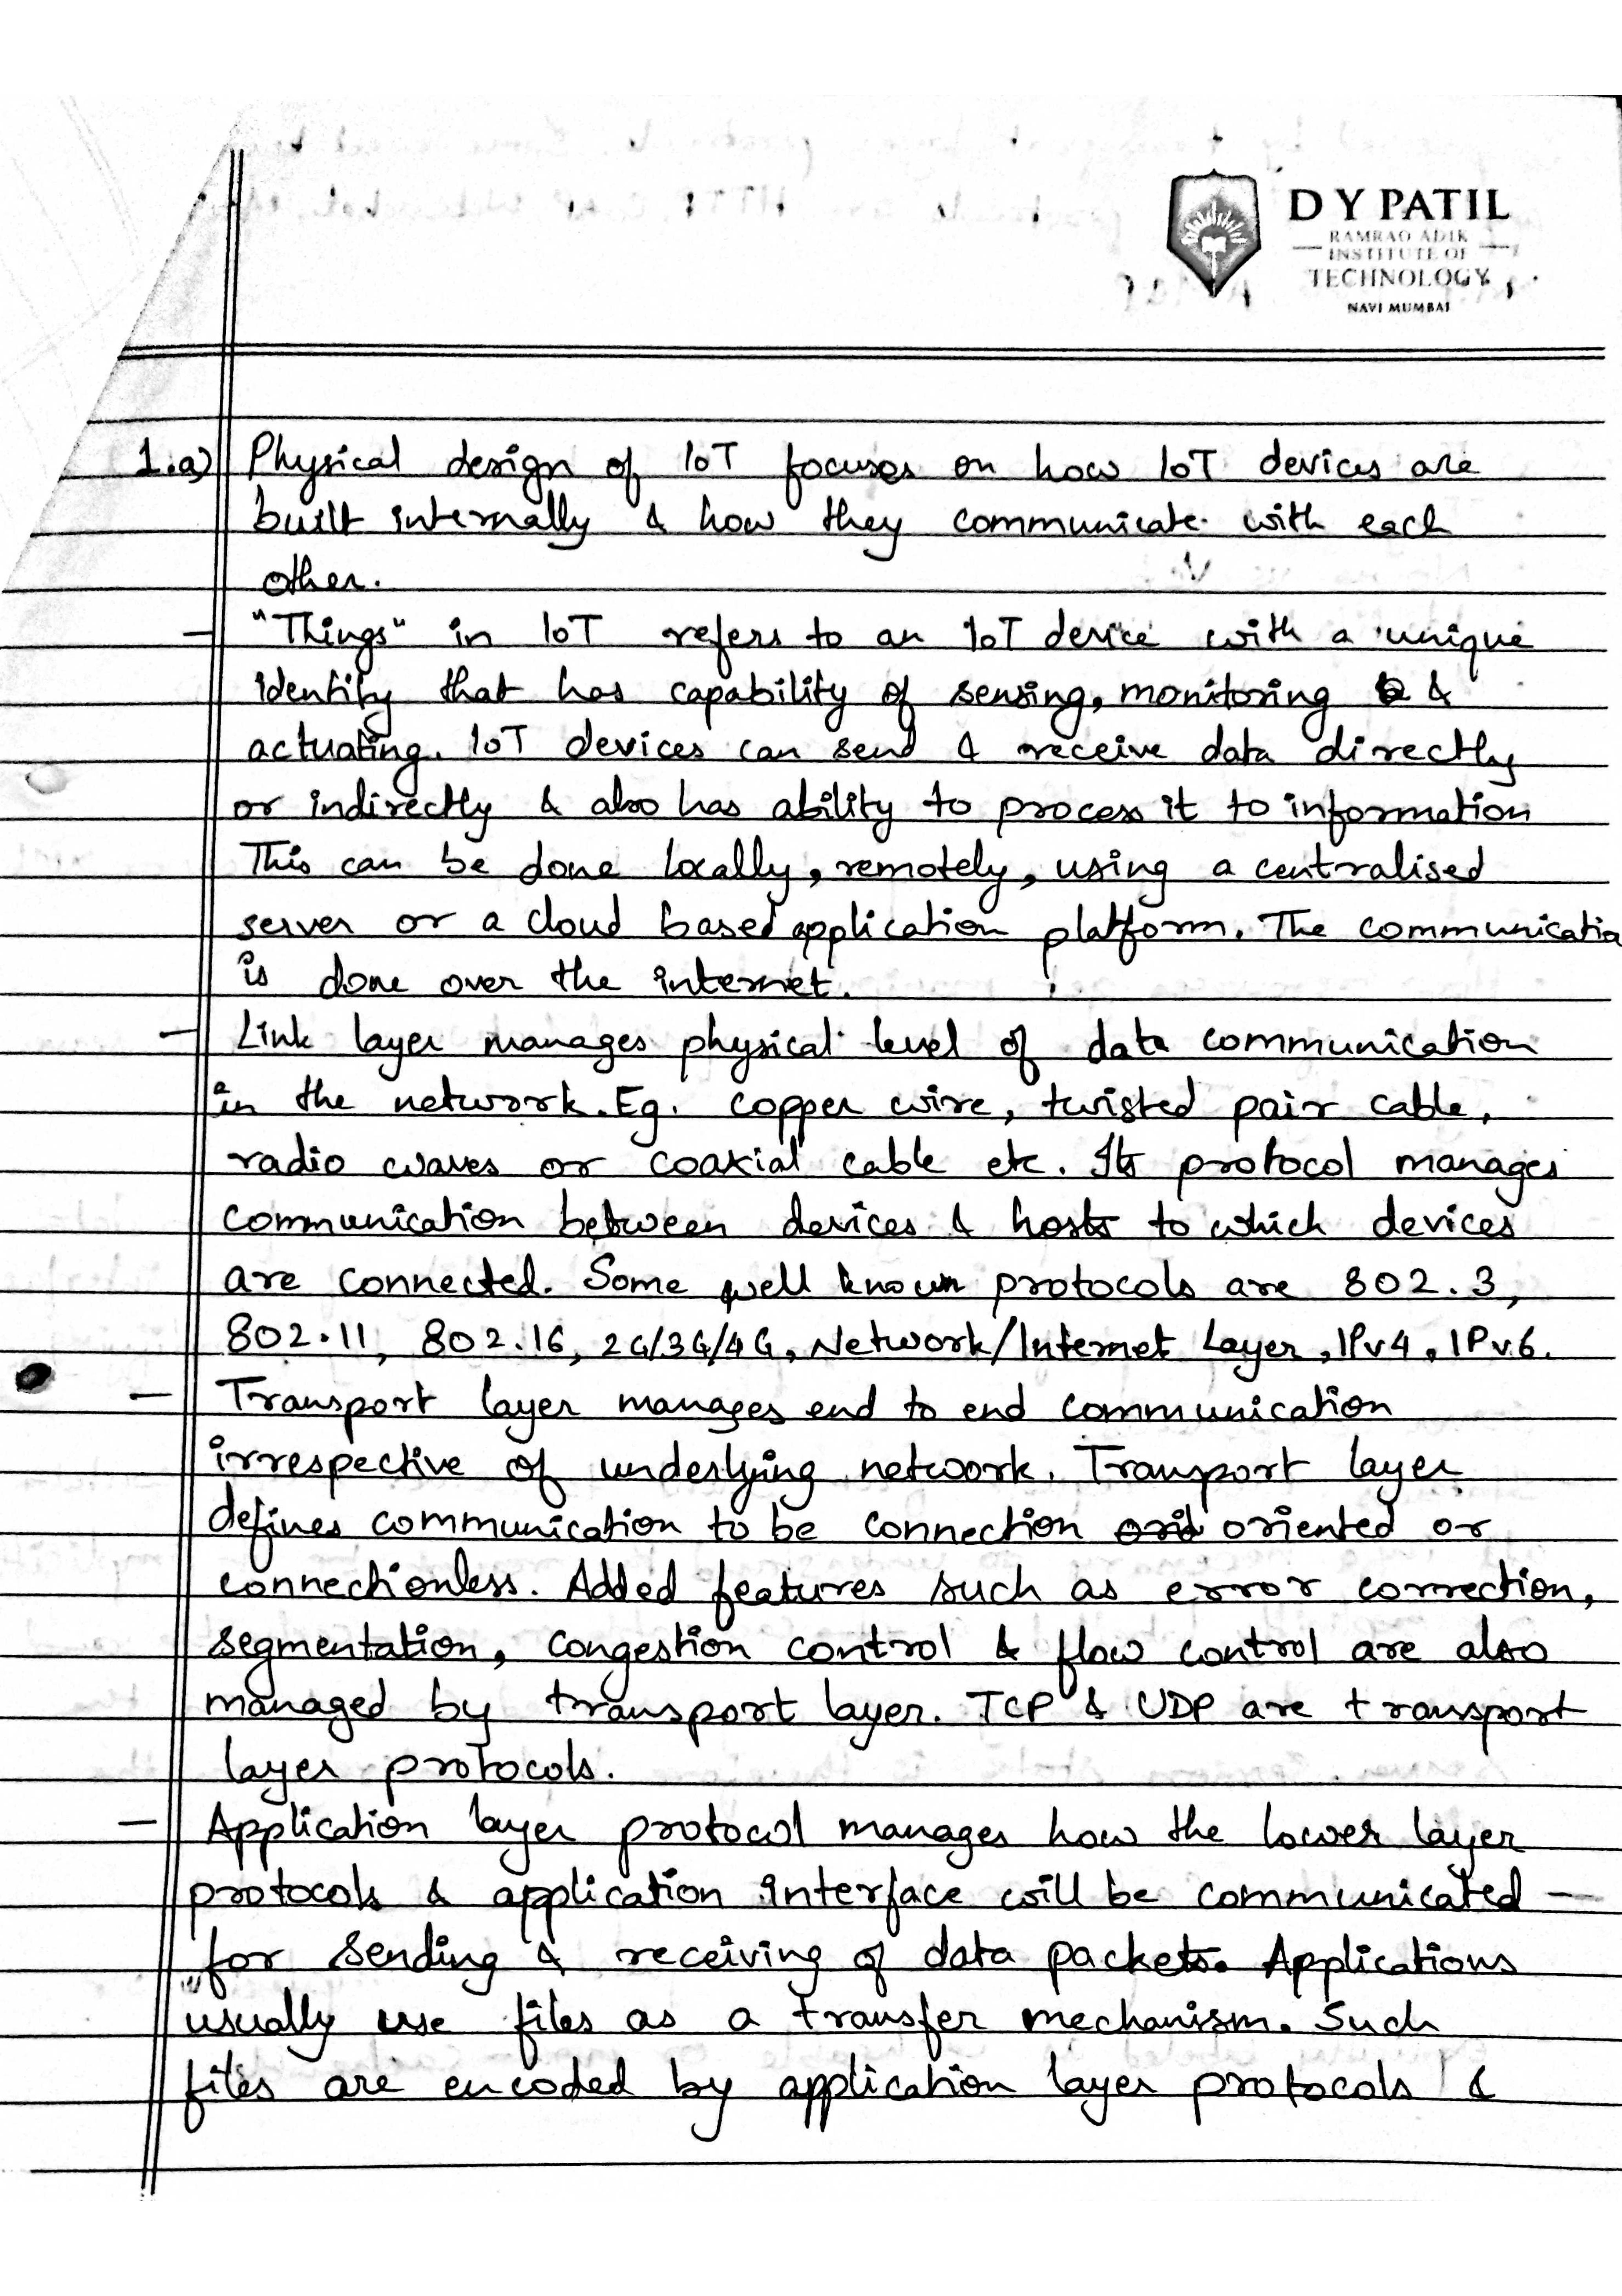 D Y PATIL
RAMRAO ADIK
INSTITUTE OF
TECHNOLOGY
NAVI MUMBAI
1.a) Physical design of IoT focuses on how IoT devices are
built internally & how they communicate with each
other.
- "Things" in IoT refers to an IoT device with a unique
identity that has capability of sensing, monitoring &
actuating. IoT devices can send & receive data directly
or indirectly & also has ability to process it to information
This can be done locally, remotely, using a centralised
server or a cloud based application platform. The communicatio
is done over the internet.
- Link layer manages physical level of data communication
in the network. Eg. copper wire, twisted pair cable,
radio waves or coaxial cable etc. Its protocol manages
communication between devices & hosts to which devices
are connected. Some well known protocols are 802.3,
802.11, 802.16, 2G/3G/4G, Network/Internet Layer, IPv4, IPv6.
- Transport layer manages end to end communication
irrespective of underlying network. Transport layer
defines communication to be connection oriented or
connectionless. Added features such as error correction,
segmentation, congestion control & flow control are also
managed by transport layer. TCP & UDP are transport
layer protocols.
- Application layer protocol manages how the lower layer
protocols & application interface will be communicated -
for sending & receiving of data packets. Applications
usually use files as a transfer mechanism. Such
files are encoded by application layer protocols &